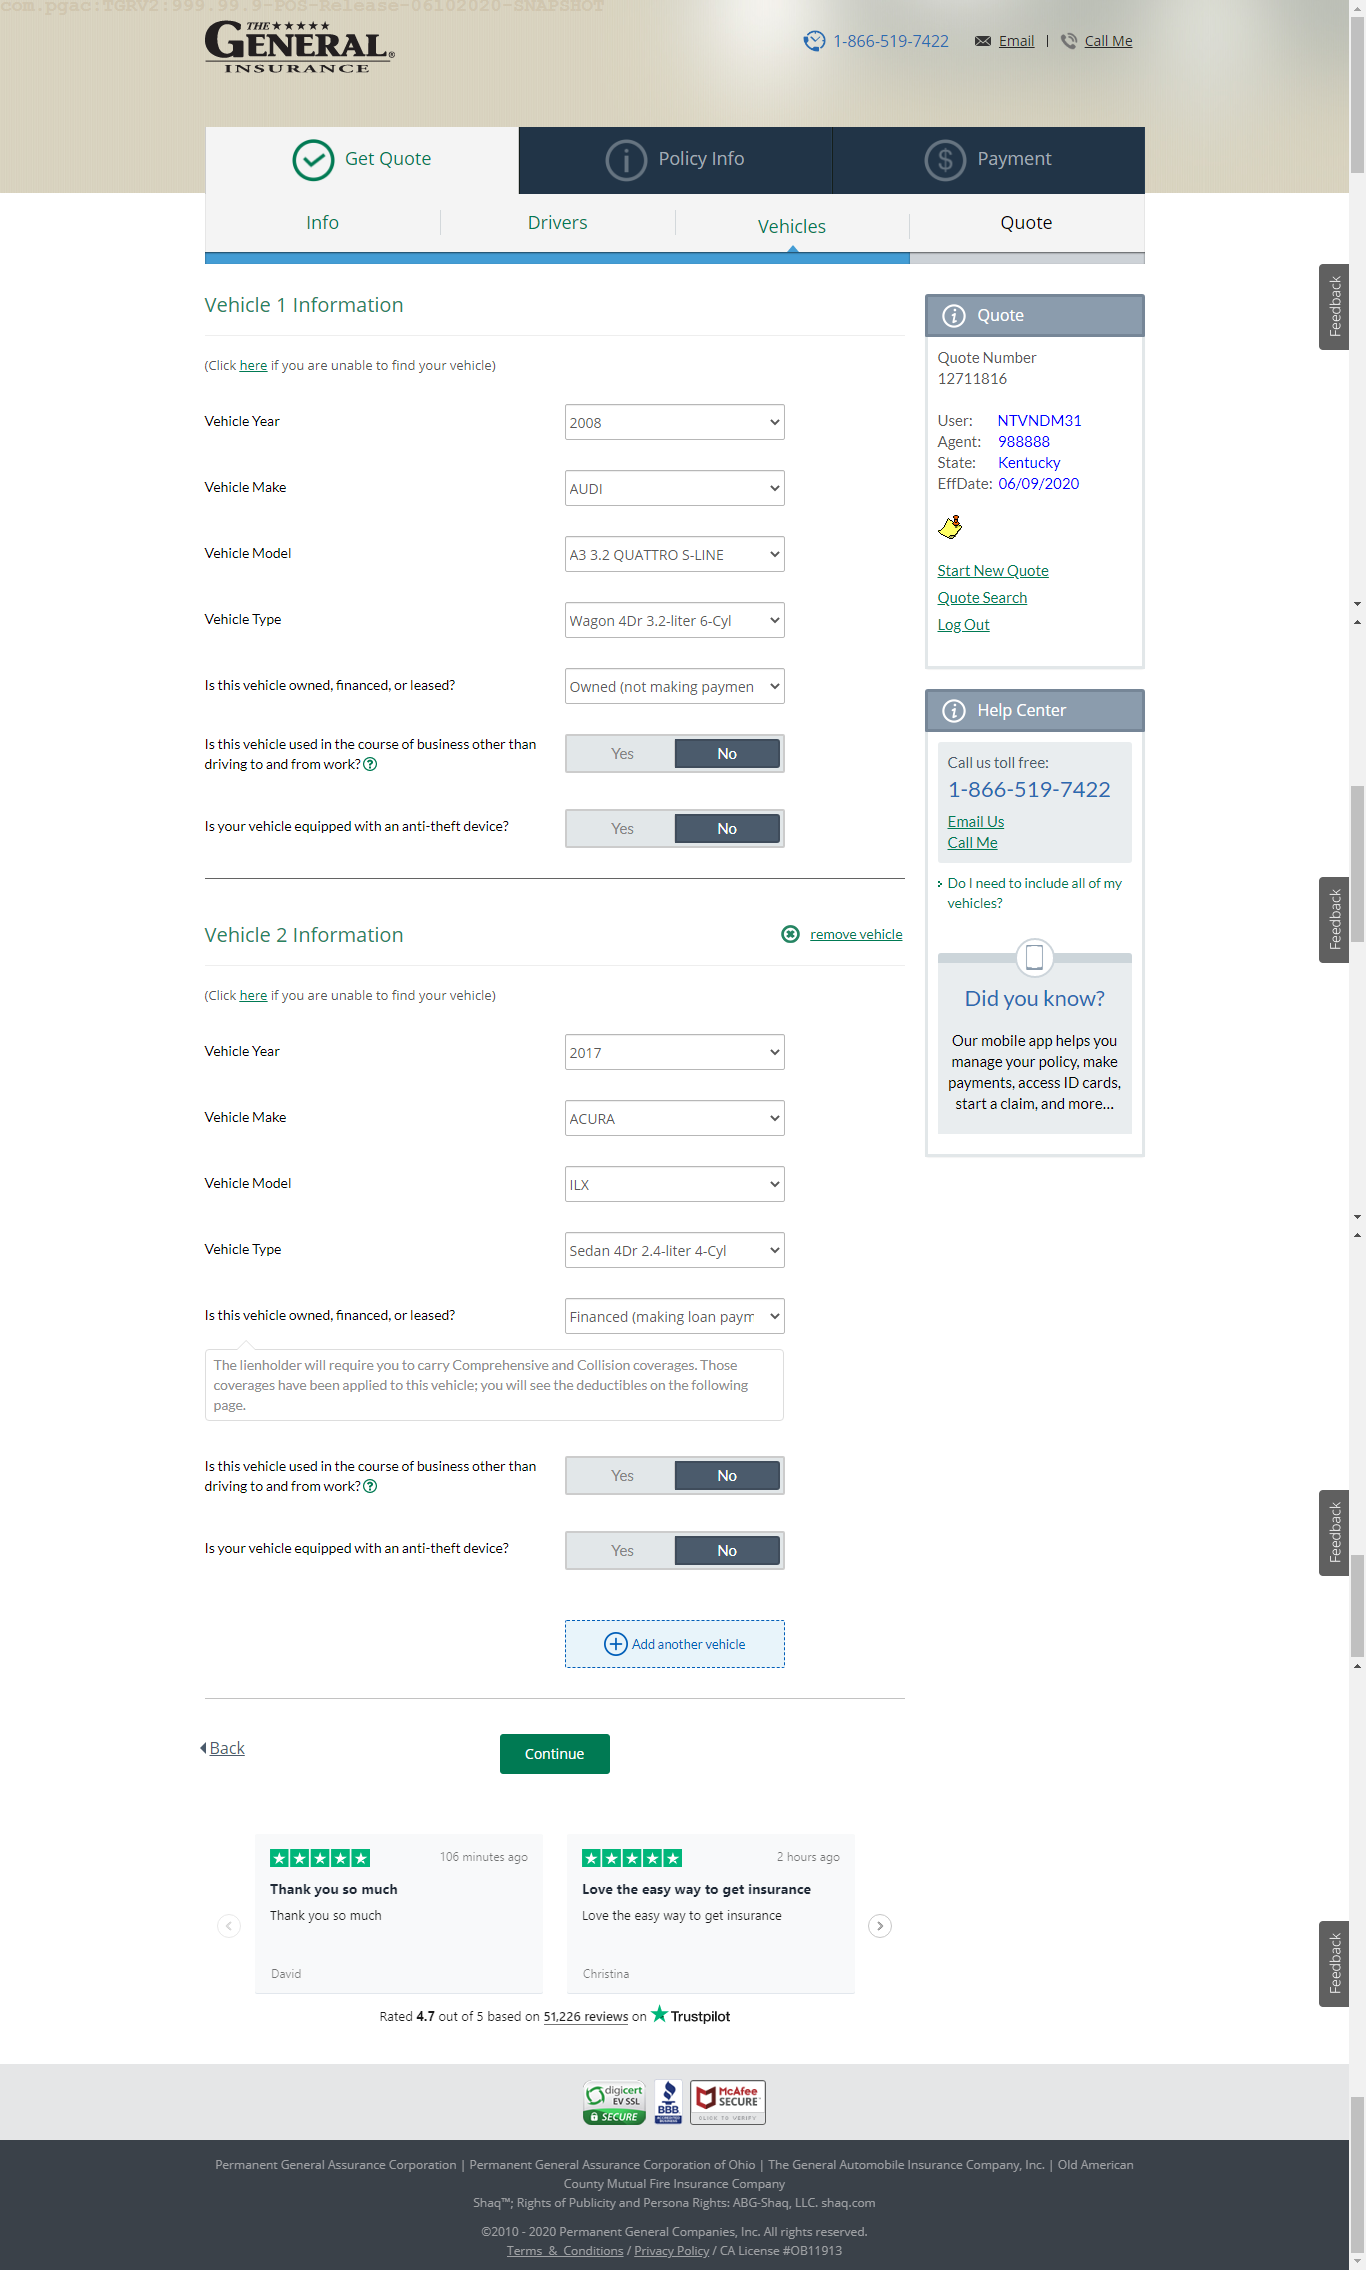 com.pgac:TGRV2:999.99.9-POS-Release-06102020-SNAPSHOT
THE
GENERAL®
INSURANCE
1-866-519-7422
Email | Call Me
Get Quote
Policy Info
Payment
Info
Drivers
Vehicles
Quote
Vehicle 1 Information
(Click here if you are unable to find your vehicle)
Vehicle Year
2008
Vehicle Make
AUDI
Vehicle Model
A3 3.2 QUATTRO S-LINE
Vehicle Type
Wagon 4Dr 3.2-liter 6-Cyl
Is this vehicle owned, financed, or leased?
Owned (not making paymen
Is this vehicle used in the course of business other than
driving to and from work?
Yes No
Is your vehicle equipped with an anti-theft device?
Yes No
Vehicle 2 Information
remove vehicle
(Click here if you are unable to find your vehicle)
Vehicle Year
2017
Vehicle Make
ACURA
Vehicle Model
ILX
Vehicle Type
Sedan 4Dr 2.4-liter 4-Cyl
Is this vehicle owned, financed, or leased?
Financed (making loan paym
The lienholder will require you to carry Comprehensive and Collision coverages. Those
coverages have been applied to this vehicle; you will see the deductibles on the following
page.
Is this vehicle used in the course of business other than
driving to and from work?
Yes No
Is your vehicle equipped with an anti-theft device?
Yes No
Add another vehicle
Back
Continue
Quote
Quote Number
12711816
User: NTVNDM31
Agent: 988888
State: Kentucky
EffDate: 06/09/2020
Start New Quote
Quote Search
Log Out
Help Center
Call us toll free:
1-866-519-7422
Email Us
Call Me
Do I need to include all of my
vehicles?
Did you know?
Our mobile app helps you
manage your policy, make
payments, access ID cards,
start a claim, and more...
Feedback
Feedback
Feedback
Feedback
106 minutes ago
Thank you so much
Thank you so much
David
2 hours ago
Love the easy way to get insurance
Love the easy way to get insurance
Christina
Rated 4.7 out of 5 based on 51,226 reviews on Trustpilot
digicert
EV SSL
SECURE
BBB
ACCREDITED
BUSINESS
McAfee
SECURE
CLICK TO VERIFY
Permanent General Assurance Corporation | Permanent General Assurance Corporation of Ohio | The General Automobile Insurance Company, Inc. | Old American
County Mutual Fire Insurance Company
Shaq™; Rights of Publicity and Persona Rights: ABG-Shaq, LLC. shaq.com
©2010 - 2020 Permanent General Companies, Inc. All rights reserved.
Terms & Conditions / Privacy Policy / CA License #OB11913